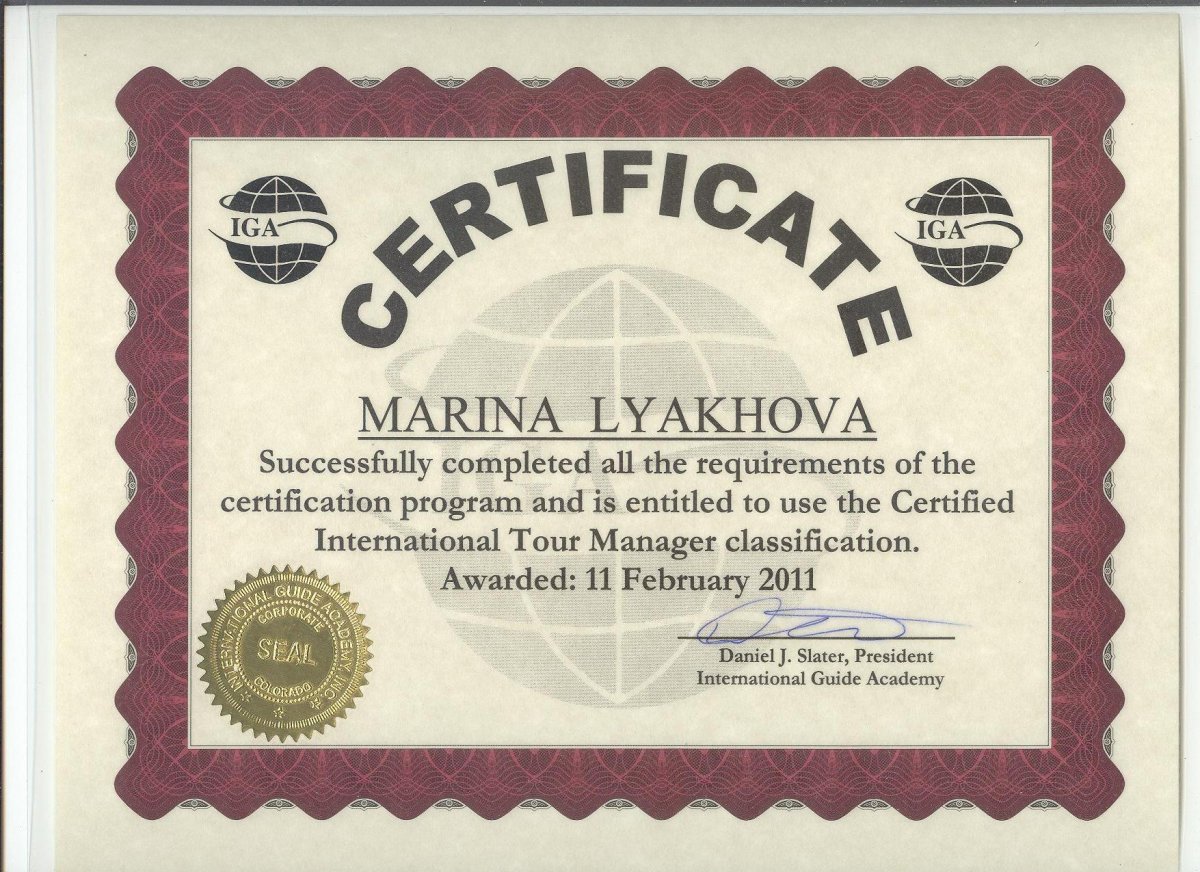 CERTIFICATE
IGA
IGA
IGA
MARINA LYAKHOVA
Successfully completed all the requirements of the
certification program and is entitled to use the Certified
International Tour Manager classification.
Awarded: 11 February 2011
Daniel J. Slater, President
International Guide Academy
INTERNATIONAL GUIDE ACADEMY, INC.
CORPORATE
SEAL
COLORADO